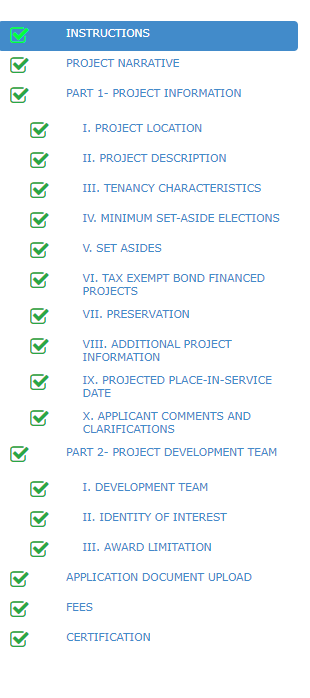 INSTRUCTIONS
PROJECT NARRATIVE
PART 1- PROJECT INFORMATION
I. PROJECT LOCATION
II. PROJECT DESCRIPTION
III. TENANCY CHARACTERISTICS
IV. MINIMUM SET-ASIDE ELECTIONS
V. SET ASIDES
VI. TAX EXEMPT BOND FINANCED
PROJECTS
VII. PRESERVATION
VIII. ADDITIONAL PROJECT
INFORMATION
IX. PROJECTED PLACE-IN-SERVICE
DATE
X. APPLICANT COMMENTS AND
CLARIFICATIONS
PART 2- PROJECT DEVELOPMENT TEAM
I. DEVELOPMENT TEAM
II. IDENTITY OF INTEREST
III. AWARD LIMITATION
APPLICATION DOCUMENT UPLOAD
FEES
CERTIFICATION